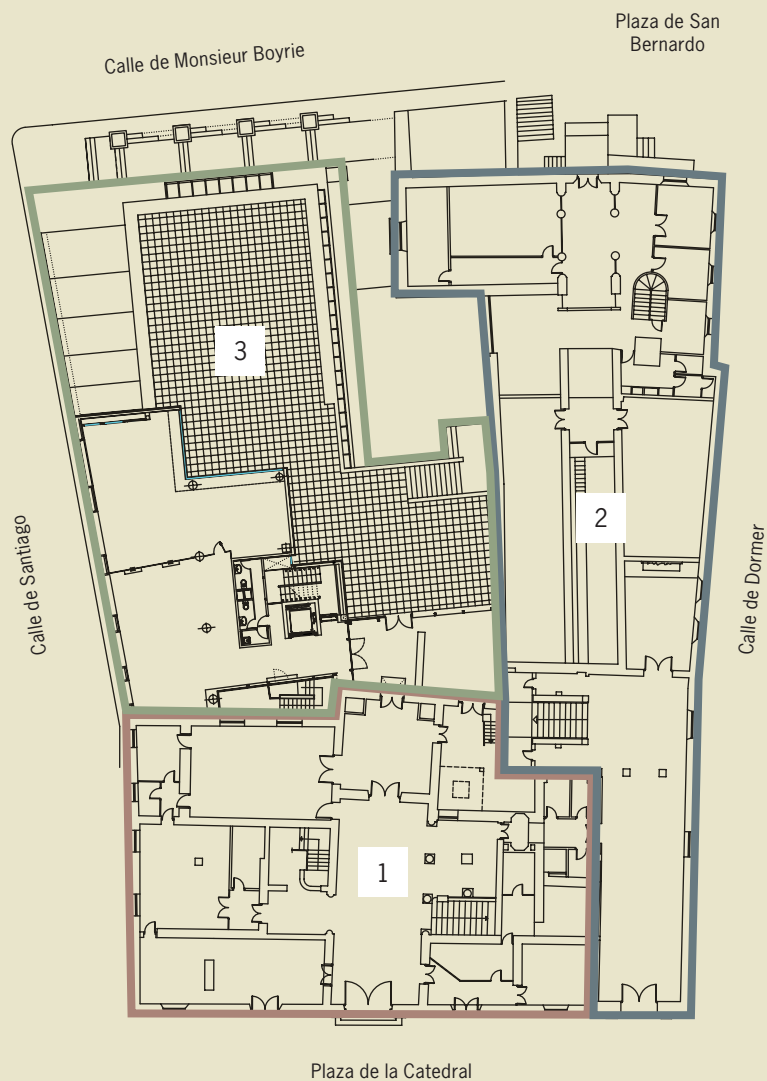 Plaza de San
Bernardo
Calle de Monsieur Boyrie
3
2
Calle de Santiago
Calle de Dormer
1
Plaza de la Catedral